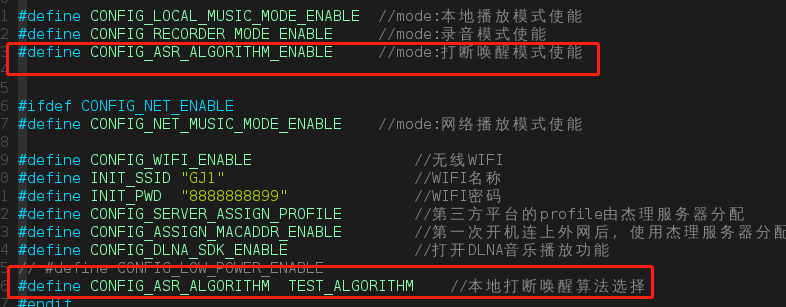 1 #define CONFIG_LOCAL_MUSIC_MODE_ENABLE //mode:本地播放模式使能
2 #define CONFIG_RECORDER_MODE_ENABLE //mode:录音模式使能
3 #define CONFIG_ASR_ALGORITHM_ENABLE //mode:打断唤醒模式使能
4
5
6 #ifdef CONFIG_NET_ENABLE
7 #define CONFIG_NET_MUSIC_MODE_ENABLE //mode:网络播放模式使能
8
9 #define CONFIG_WIFI_ENABLE //无线WIFI
0 #define INIT_SSID "GJ1" //WIFI名称
1 #define INIT_PWD "8888888899" //WIFI密码
2 #define CONFIG_SERVER_ASSIGN_PROFILE //第三方平台的profile由杰理服务器分配
3 #define CONFIG_ASSIGN_MACADDR_ENABLE //第一次开机连上外网后, 使用杰理服务器分配
4 #define CONFIG_DLNA_SDK_ENABLE //打开DLNA音乐播放功能
5 // #define CONFIG_LOW_POWER_ENABLE
6 #define CONFIG_ASR_ALGORITHM TEST_ALGORITHM //本地打断唤醒算法选择
7 #endif